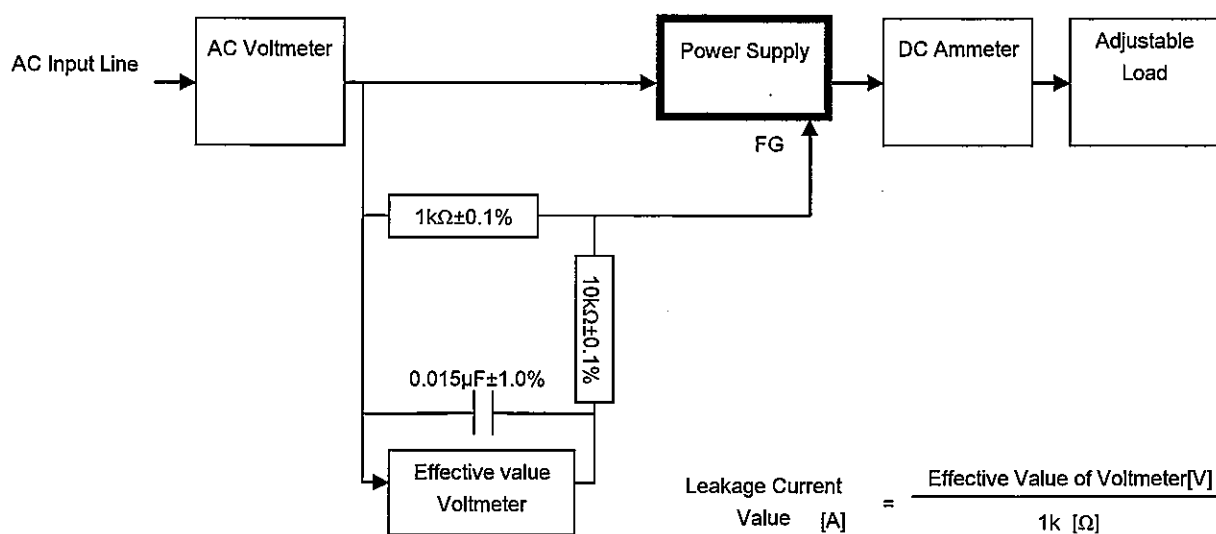 AC Input Line
AC Voltmeter
Power Supply
DC Ammeter
Adjustable
Load
FG
1kΩ±0.1%
10kΩ±0.1%
0.015µF±1.0%
Effective value
Voltmeter
Leakage Current
Value [A]
=
Effective Value of Voltmeter[V]
1k [Ω]